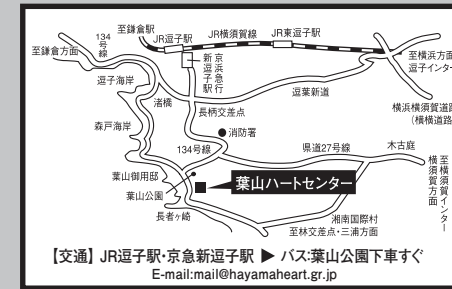 至鎌倉駅
134号線
JR逗子駅
JR横須賀線
JR東逗子駅
至鎌倉方面
至横浜方面
逗子インター
京浜急行
新逗子駅
逗子海岸
逗葉新道
渚橋
長柄交差点
横浜横須賀道路
(横横道路)
森戸海岸
消防署
134号線
県道27号線
木古庭
至横須賀インター
横須賀方面
葉山御用邸
葉山ハートセンター
葉山公園
長者ヶ崎
湘南国際村
至林交差点・三浦方面
【交通】JR逗子駅・京急新逗子駅 ▶ バス:葉山公園下車すぐ
E-mail:mail@hayamaheart.gr.jp